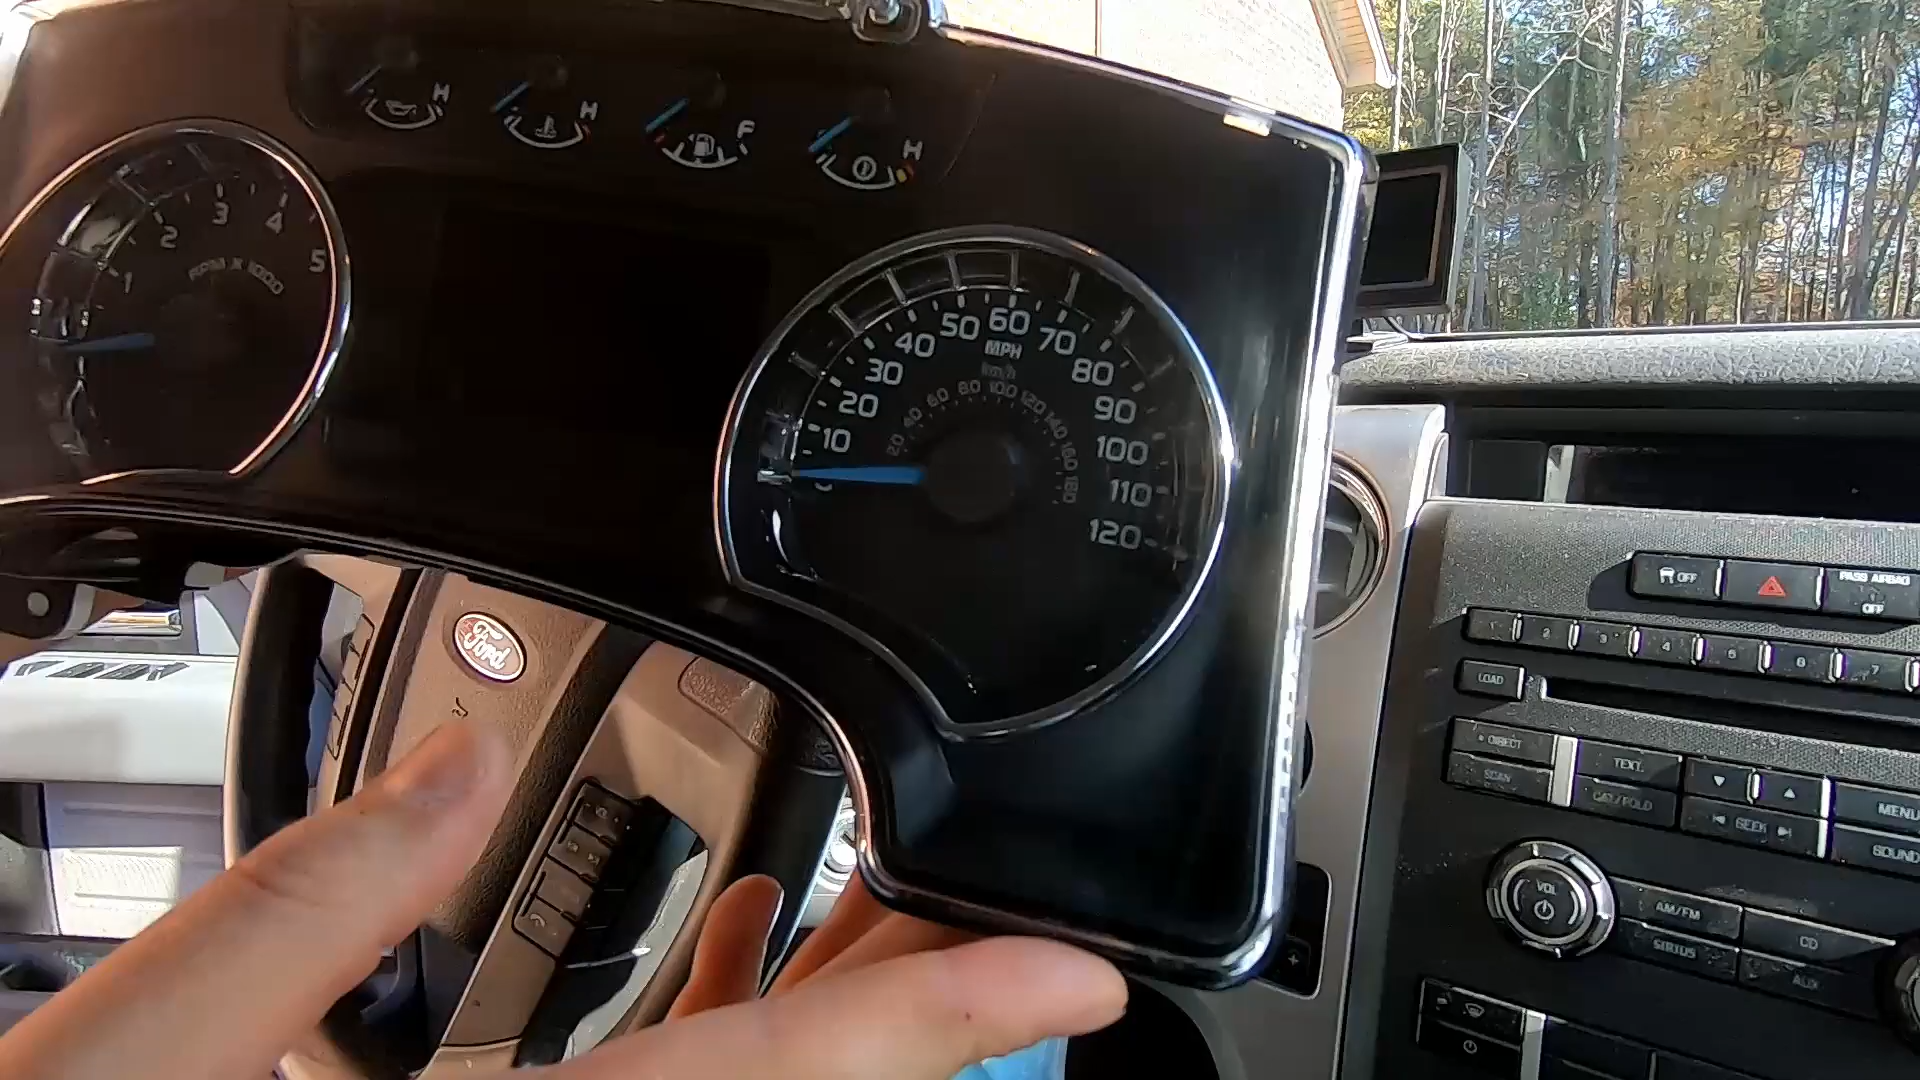 H
H
F
H
1
2
3
4
5
RPM X 1000
10
20
30
40
50
60
70
80
90
100
110
120
MPH
km/h
20
40
60
80
100
120
140
160
180
Ford
OFF
PASS AIRBAG
OFF
1
2
3
4
5
6
7
LOAD
DIRECT
SCAN
TEXT
CAT/FOLD
SEEK
MENU
SOUND
VOL
AM/FM
SIRIUS
CD
AUX